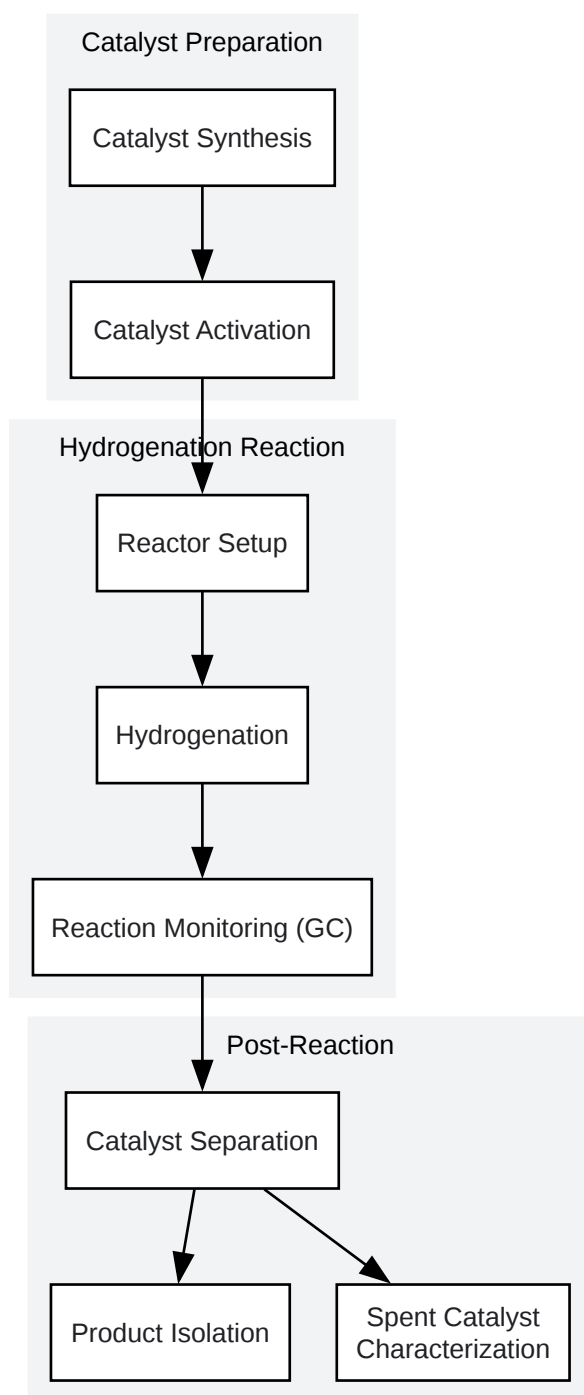 Catalyst Preparation
Catalyst Synthesis
Catalyst Activation
Hydrogenation Reaction
Reactor Setup
Hydrogenation
Reaction Monitoring (GC)
Post-Reaction
Catalyst Separation
Product Isolation
Spent Catalyst
Characterization